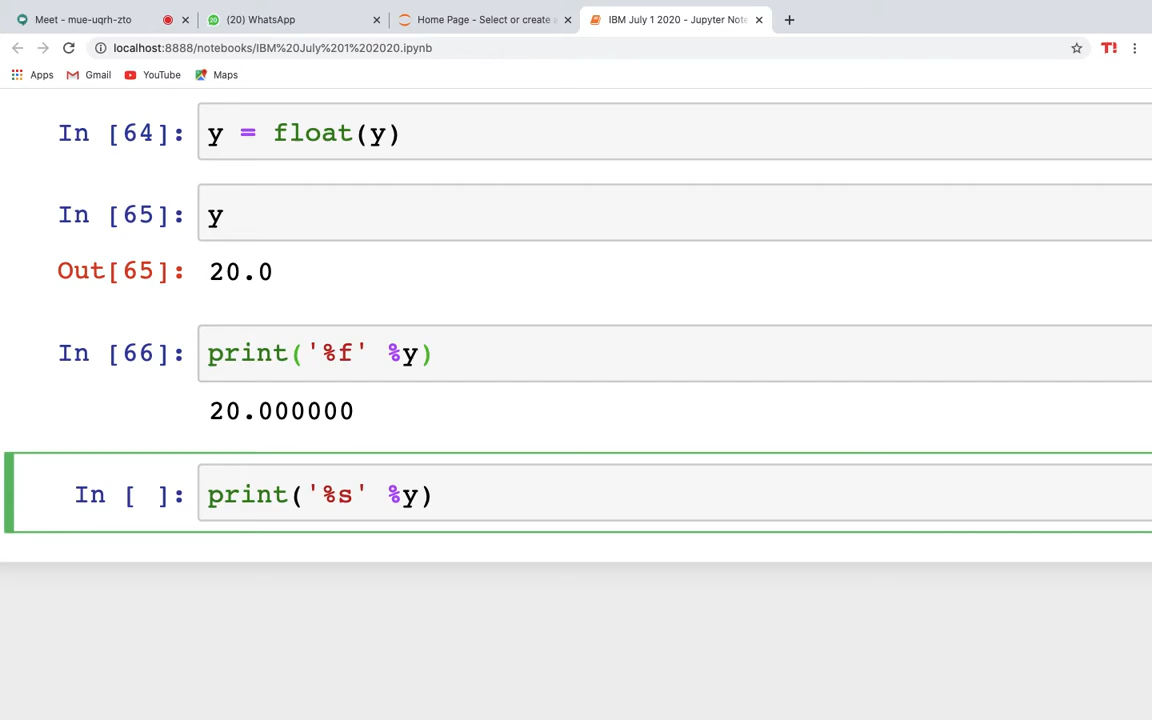 Meet - mue-uqrh-zto
(20) WhatsApp
Home Page - Select or create a
IBM July 1 2020 - Jupyter Note
localhost:8888/notebooks/IBM%20July%201%202020.ipynb
Apps Gmail YouTube Maps
In [64]: y = float(y)
In [65]: y
Out[65]: 20.0
In [66]: print('%f' %y)
20.000000
In [ ]: print('%s' %y)